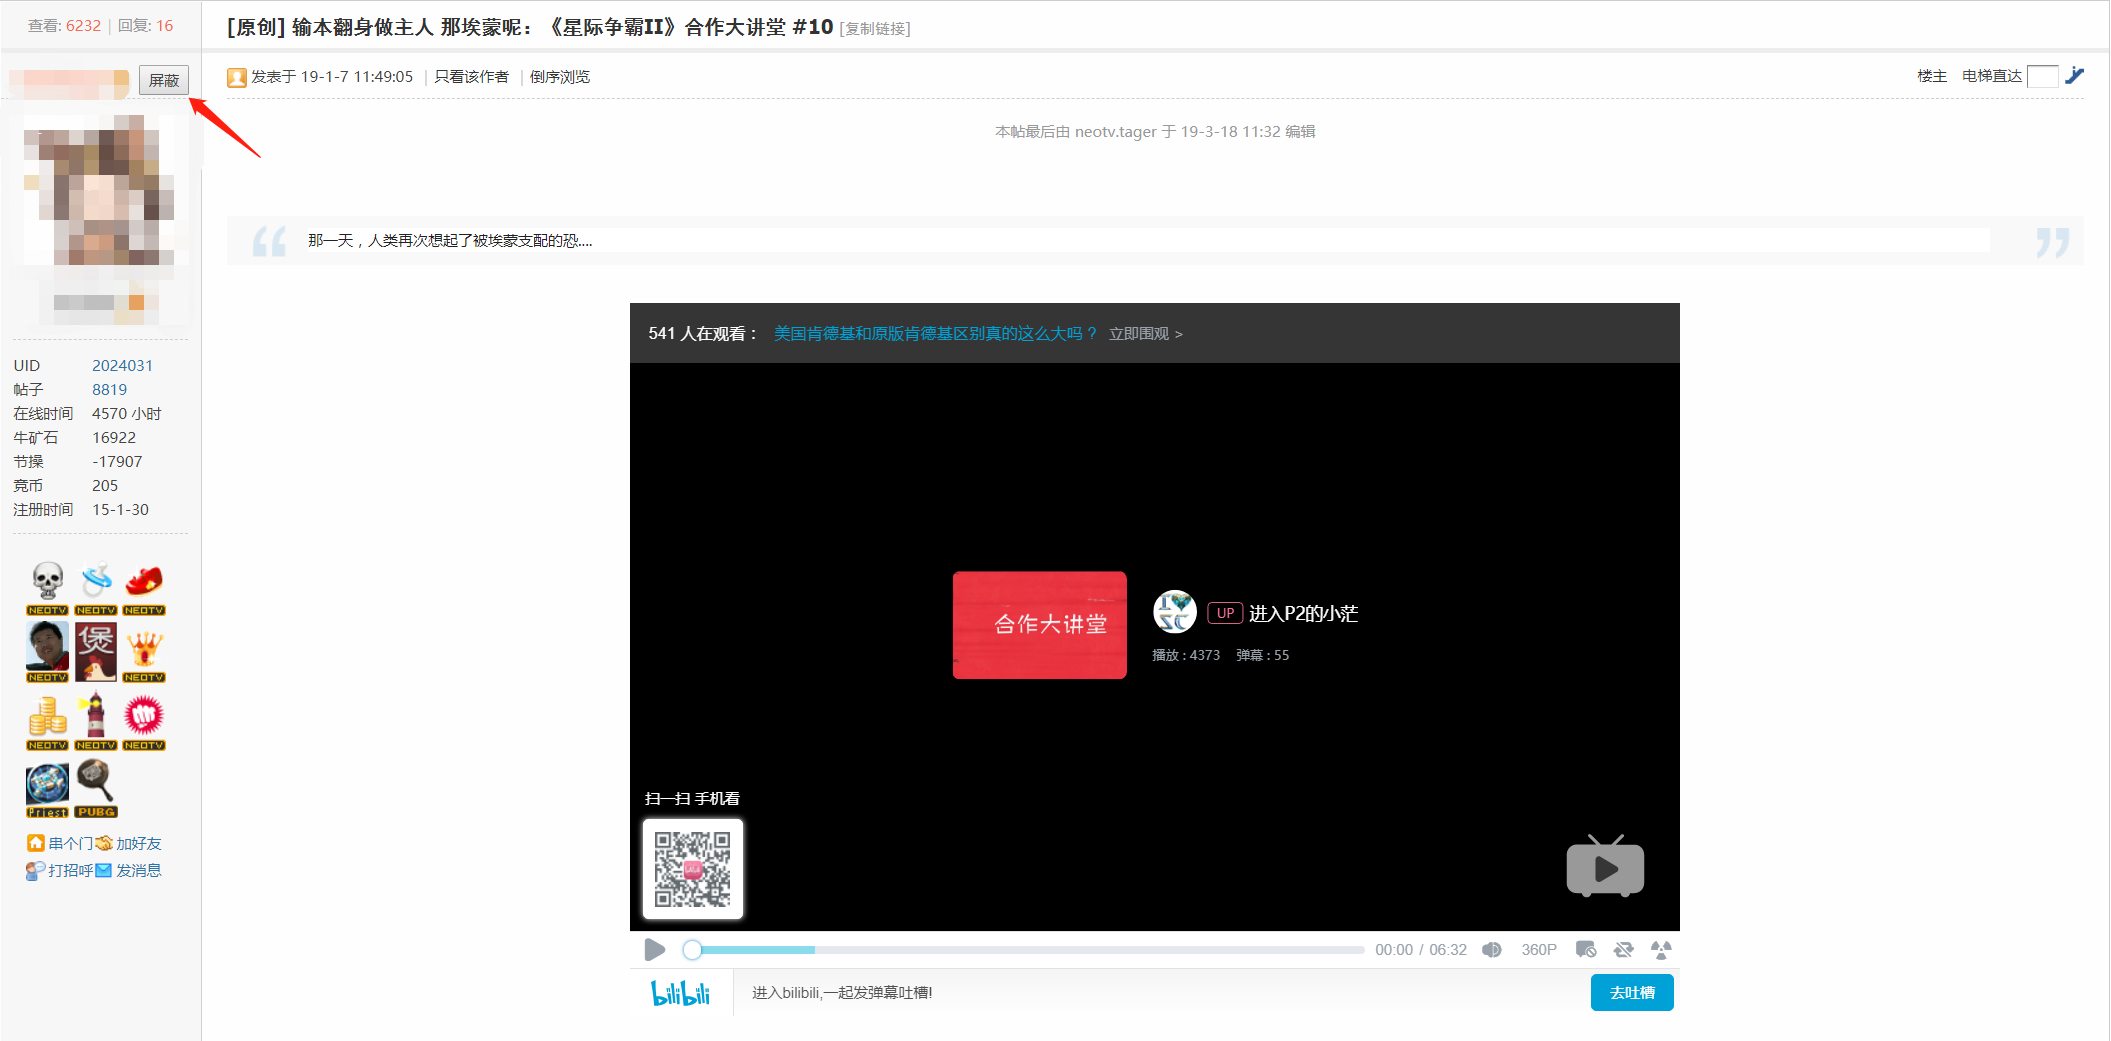 查看: 6232 | 回复: 16
[原创] 输本翻身做主人 那埃蒙呢：《星际争霸II》合作大讲堂 #10 [复制链接]
屏蔽
发表于 19-1-7 11:49:05 | 只看该作者 | 倒序浏览
楼主 电梯直达
本帖最后由 neotv.tager 于 19-3-18 11:32 编辑
那一天，人类再次想起了被埃蒙支配的恐....
541 人在观看： 美国肯德基和原版肯德基区别真的这么大吗？ 立即围观 >
UID 2024031
帖子 8819
在线时间 4570 小时
牛矿石 16922
节操 -17907
竞币 205
注册时间 15-1-30
NEOTV NEOTV NEOTV
煲
NEOTV NEOTV
NEOTV NEOTV NEOTV
Priest PUBG
串个门 加好友
打招呼 发消息
合作大讲堂
I SC
UP 进入P2的小茫
播放 : 4373 弹幕 : 55
扫一扫 手机看
00:00 / 06:32 360P
bilibili 进入bilibili,一起发弹幕吐槽! 去吐槽